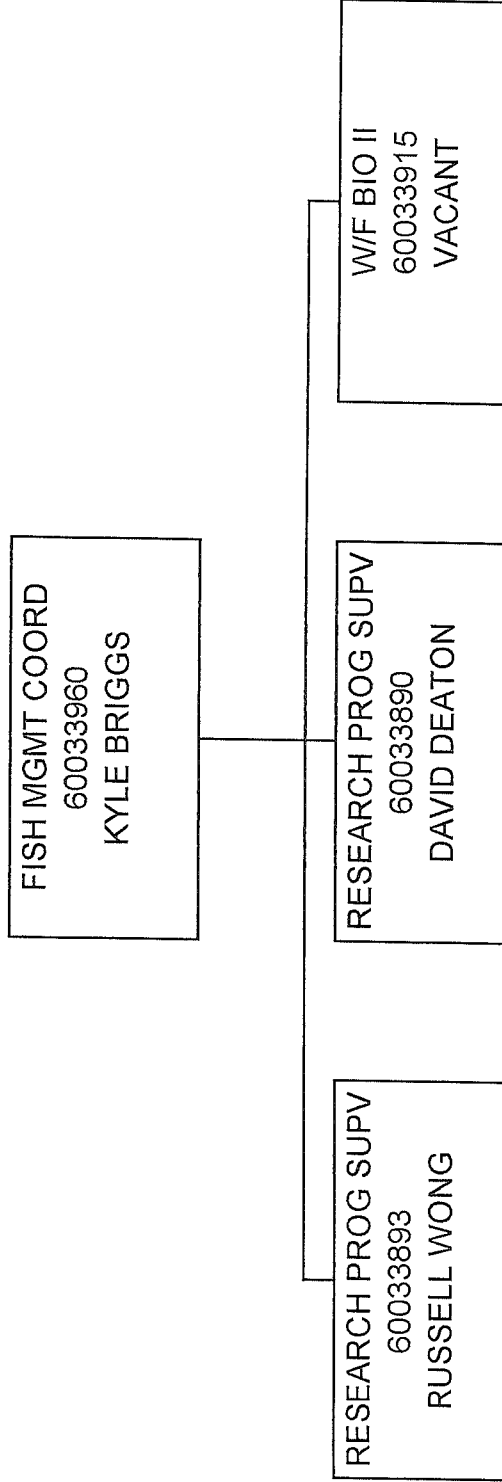 FISH MGMT COORD
60033960
KYLE BRIGGS
RESEARCH PROG SUPV
60033893
RUSSELL WONG
RESEARCH PROG SUPV
60033890
DAVID DEATON
W/F BIO II
60033915
VACANT